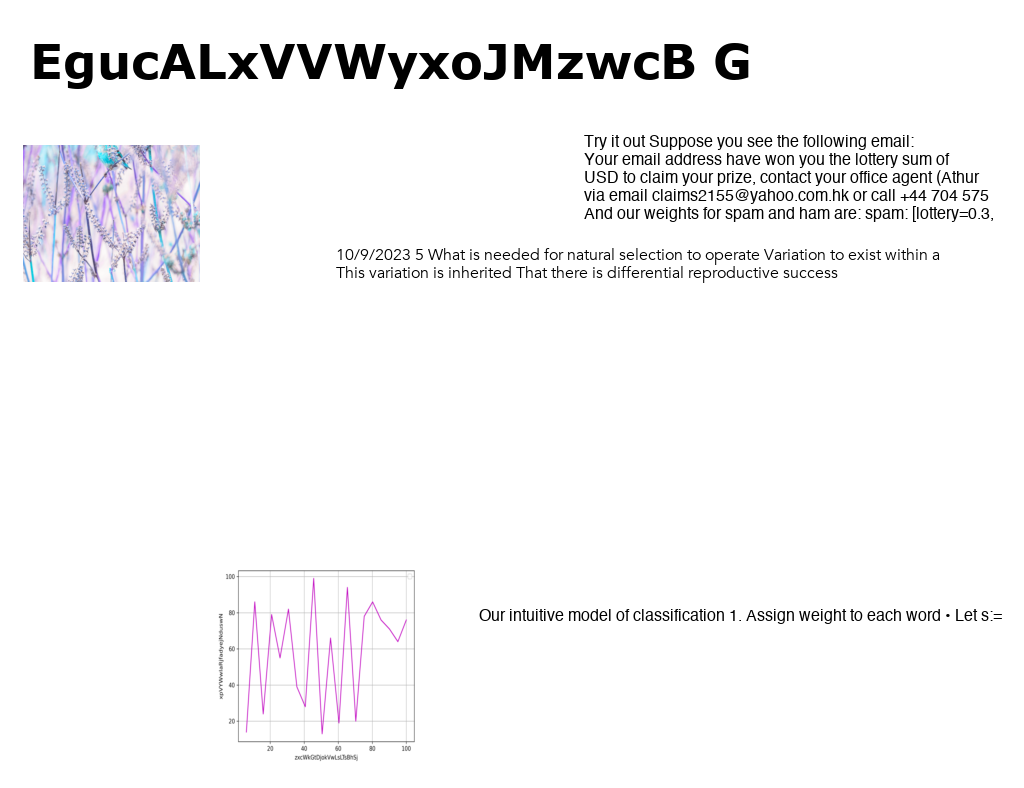 EgucALxVVWyxoJMzwcB G
Try it out Suppose you see the following email:
Your email address have won you the lottery sum of
USD to claim your prize, contact your office agent (Athur
via email claims2155@yahoo.com.hk or call +44 704 575
And our weights for spam and ham are: spam: [lottery=0.3,
10/9/2023 5 What is needed for natural selection to operate Variation to exist within a
This variation is inherited That there is differential reproductive success
100
80
60
40
20
20 40 60 80 100
Our intuitive model of classification 1. Assign weight to each word • Let s:=